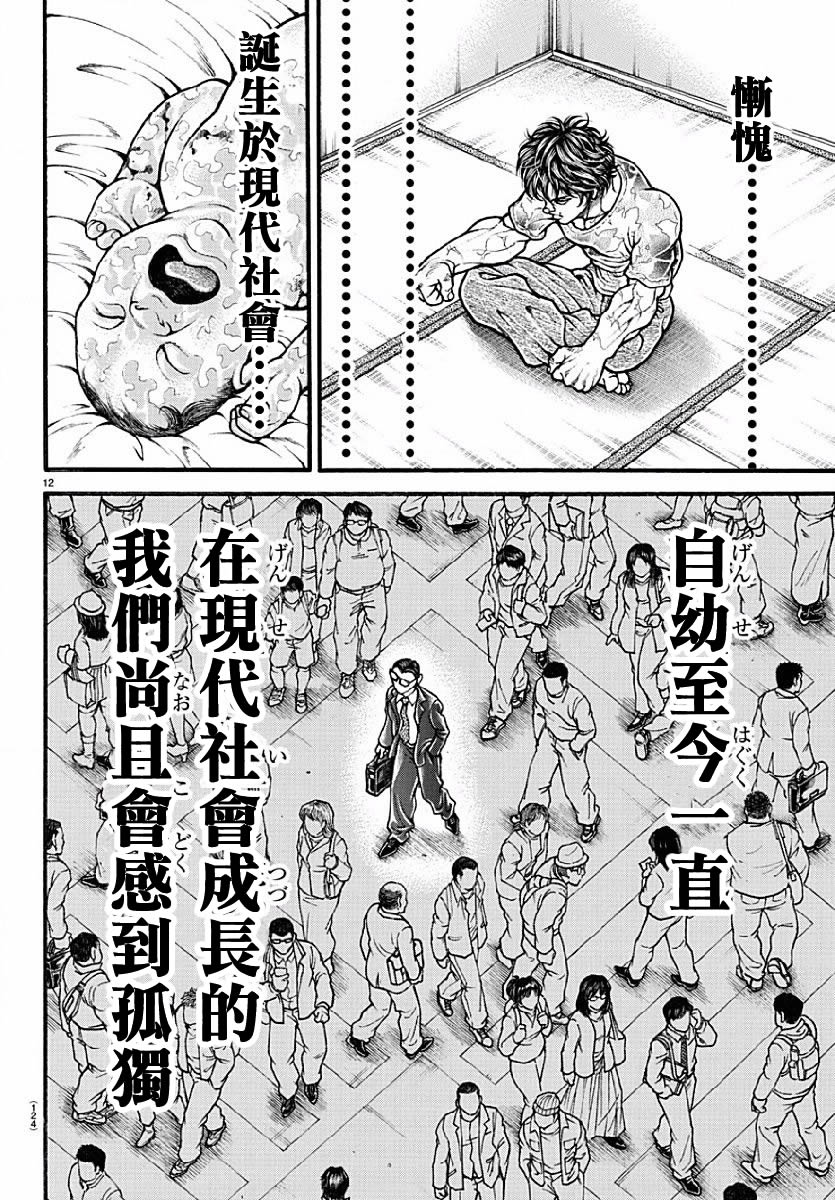 慚愧…………
……………………
……………………
誕生於現代社會………
12
自幼至今一直
げんせ
はぐく
在現代社會成長的
げんせ
い
つづ
我們尚且會感到孤獨
なお
こどく
(124)